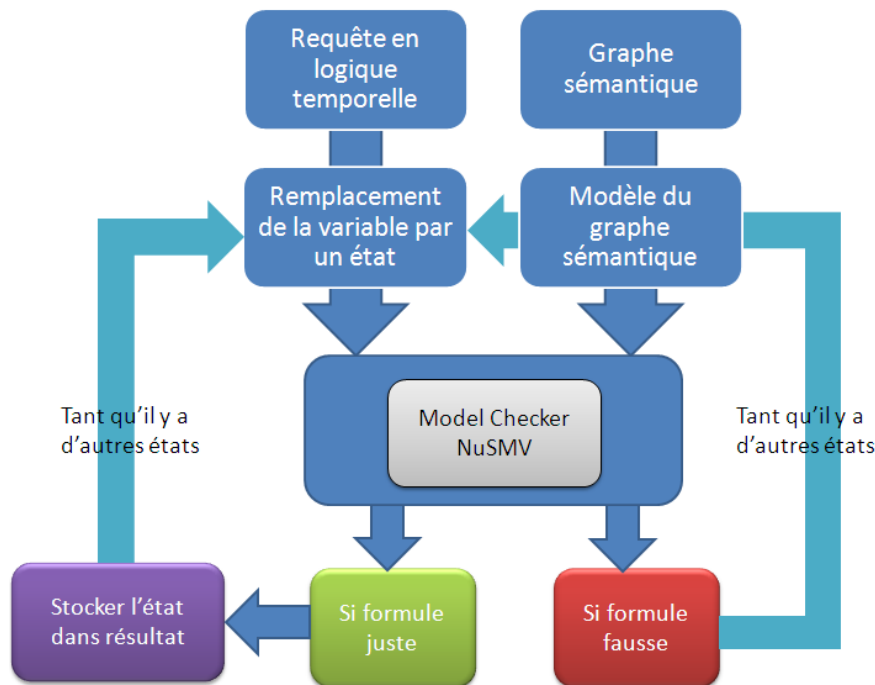 Requête en
logique
temporelle
Graphe
sémantique
Remplacement
de la variable par
un état
Modèle du
graphe
sémantique
Tant qu'il y a
d'autres états
Model Checker
NuSMV
Tant qu'il y a
d'autres états
Stocker l'état
dans résultat
Si formule
juste
Si formule
fausse